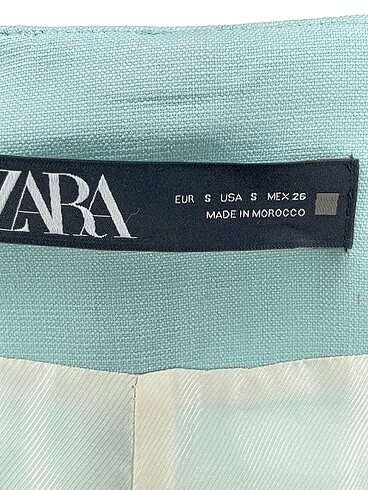 ZARA
EUR S USA S MEX 26
MADE IN MOROCCO